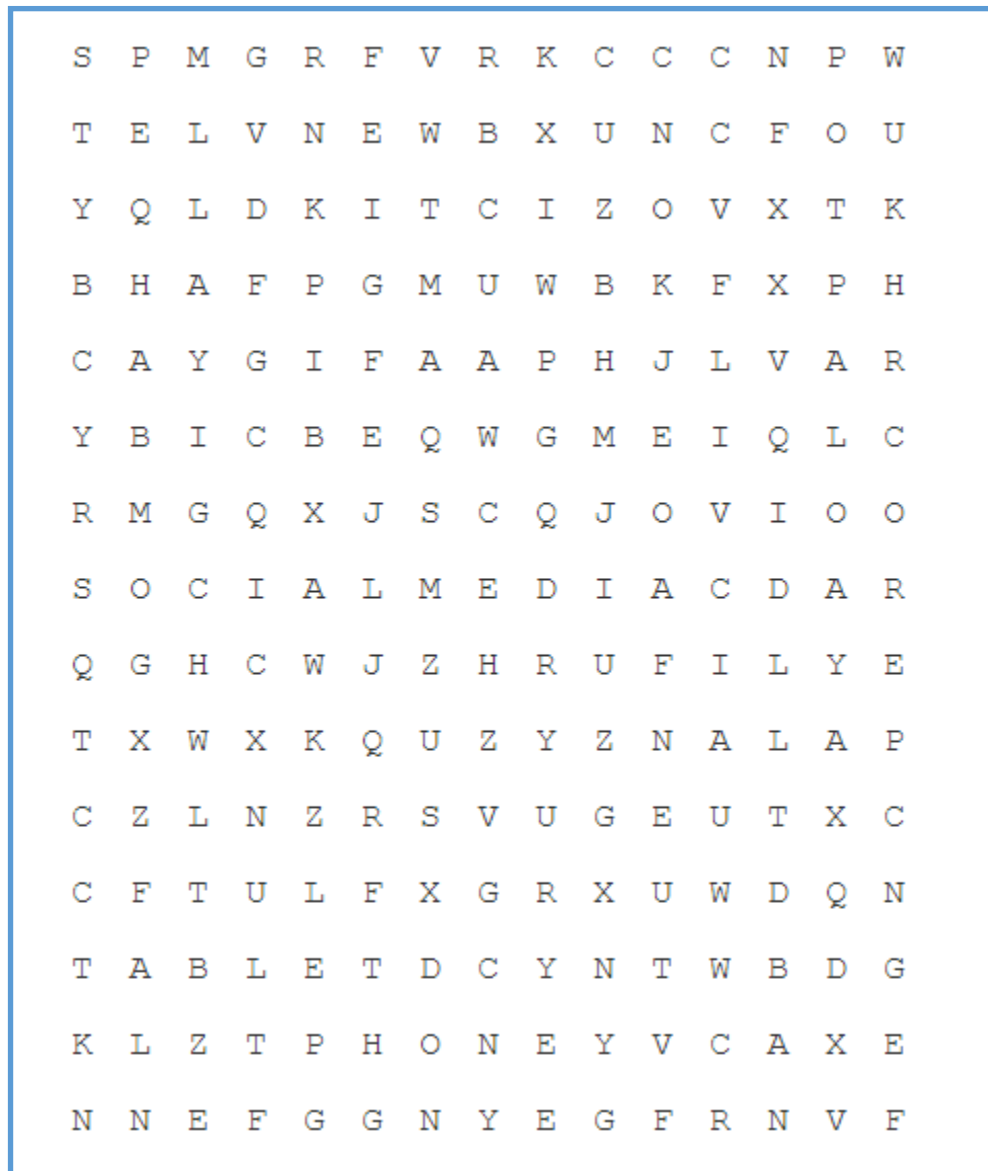 S P M G R F V R K C C C N P W
T E L V N E W B X U N C F O U
Y Q L D K I T C I Z O V X T K
B H A F P G M U W B K F X P H
C A Y G I F A A P H J L V A R
Y B I C B E Q W G M E I Q L C
R M G Q X J S C Q J O V I O O
S O C I A L M E D I A C D A R
Q G H C W J Z H R U F I L Y E
T X W X K Q U Z Y Z N A L A P
C Z L N Z R S V U G E U T X C
C F T U L F X G R X U W D Q N
T A B L E T D C Y N T W B D G
K L Z T P H O N E Y V C A X E
N N E F G G N Y E G F R N V F